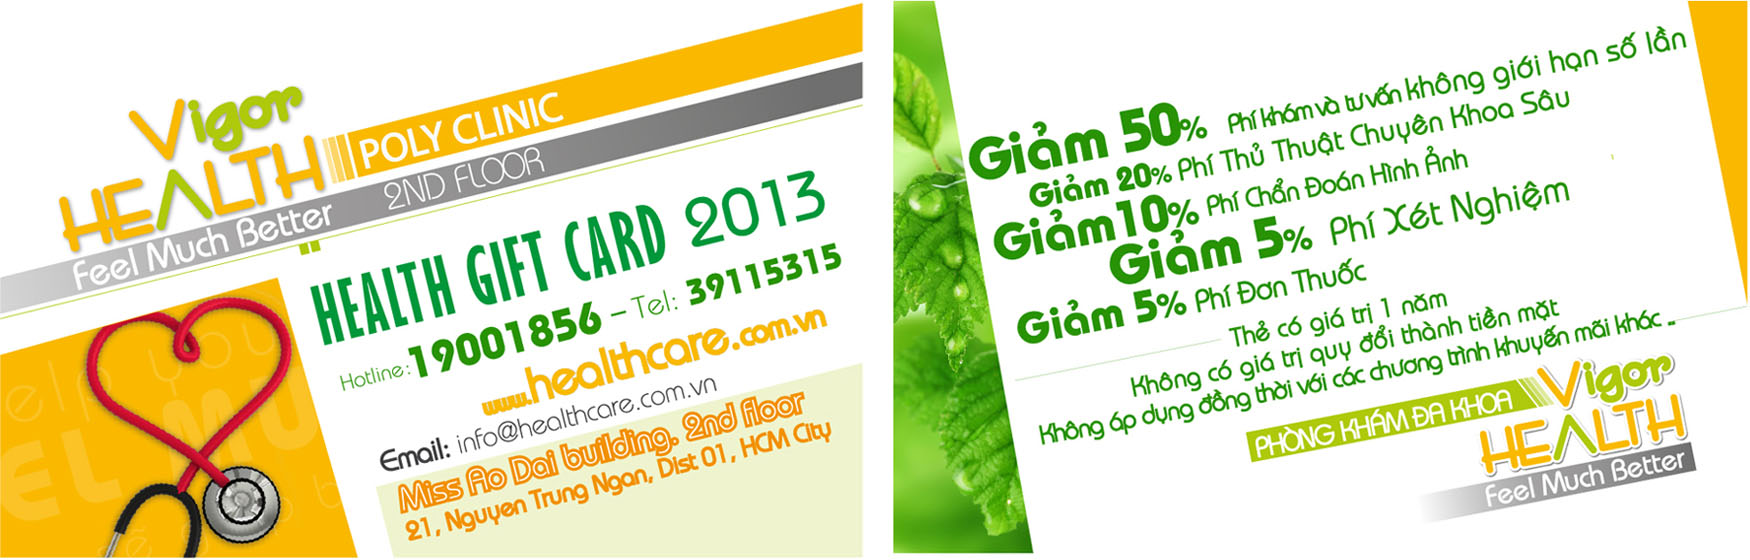 Vigor
HEALTH POLY CLINIC
Feel Much Better 2ND FLOOR
HEALTH GIFT CARD 2013
Hotline: 19001856 – Tel: 39115315
www.healthcare.com.vn
Email: info@healthcare.com.vn
Miss Ao Dai building. 2nd floor
21, Nguyen Trung Ngan, Dist 01, HCM City
Giảm 50% Phí khám và tư vấn không giới hạn số lần
Giảm 20% Phí Thủ Thuật Chuyên Khoa Sâu
Giảm 10% Phí Chẩn Đoán Hình Ảnh
Giảm 5% Phí Xét Nghiệm
Giảm 5% Phí Đơn Thuốc
Thẻ có giá trị 1 năm
Không có giá trị quy đổi thành tiền mặt
Không áp dụng đồng thời với các chương trình khuyến mãi khác ..
PHÒNG KHÁM ĐA KHOA Vigor
HEALTH
Feel Much Better